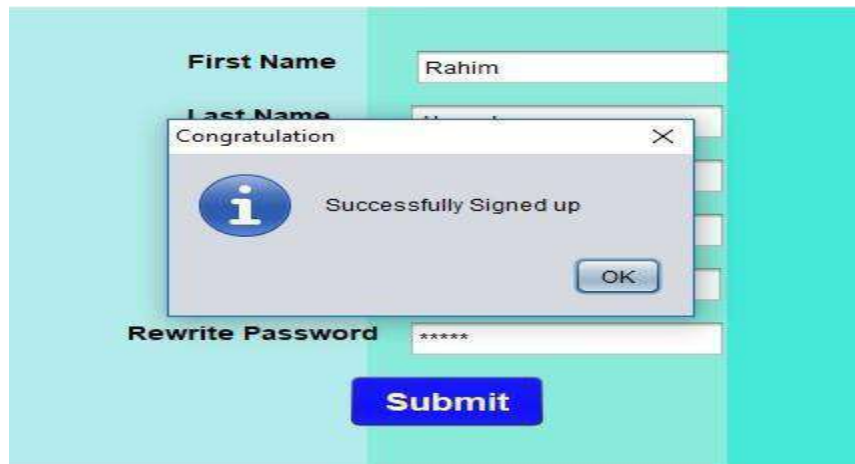 First Name
Rahim
Last Name
Congratulation
Successfully Signed up
OK
Rewrite Password
*****
Submit